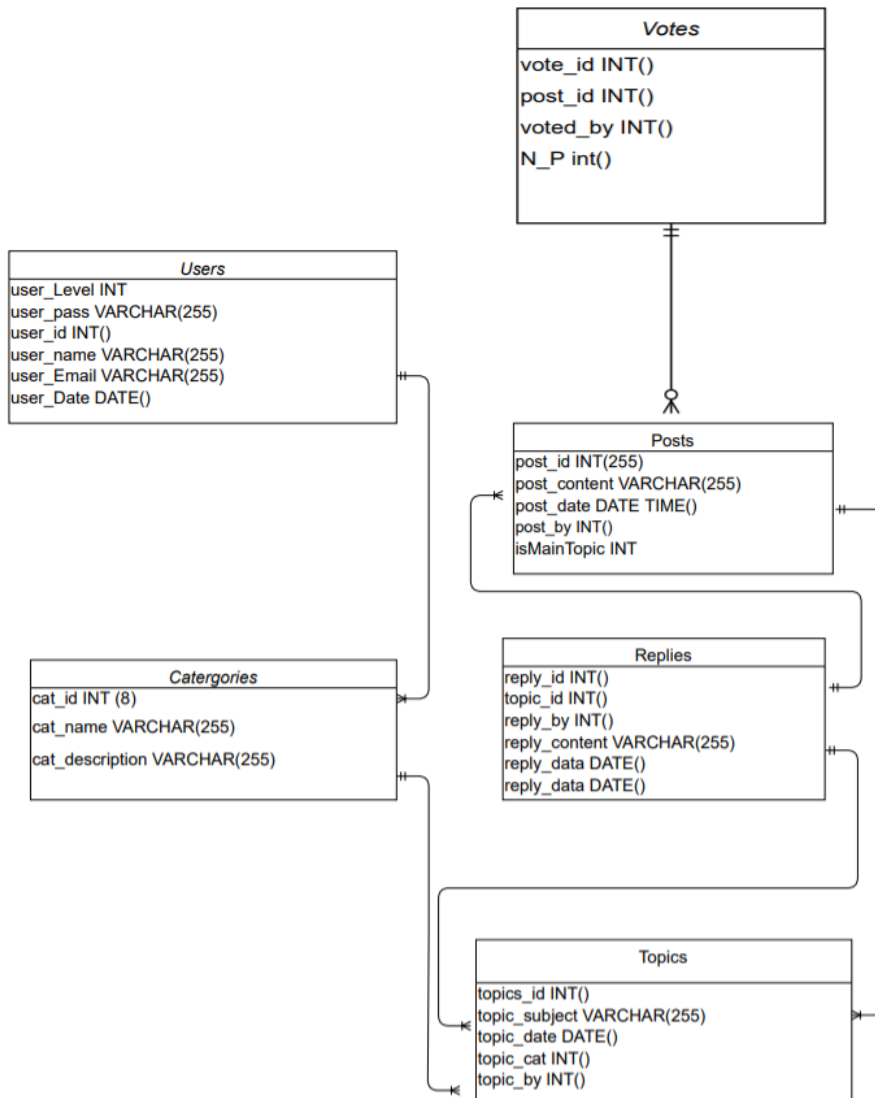 Votes
vote_id INT()
post_id INT()
voted_by INT()
N_P int()
Users
user_Level INT
user_pass VARCHAR(255)
user_id INT()
user_name VARCHAR(255)
user_Email VARCHAR(255)
user_Date DATE()
Posts
post_id INT(255)
post_content VARCHAR(255)
post_date DATE TIME()
post_by INT()
isMainTopic INT
Catergories
cat_id INT (8)
cat_name VARCHAR(255)
cat_description VARCHAR(255)
Replies
reply_id INT()
topic_id INT()
reply_by INT()
reply_content VARCHAR(255)
reply_data DATE()
reply_data DATE()
Topics
topics_id INT()
topic_subject VARCHAR(255)
topic_date DATE()
topic_cat INT()
topic_by INT()